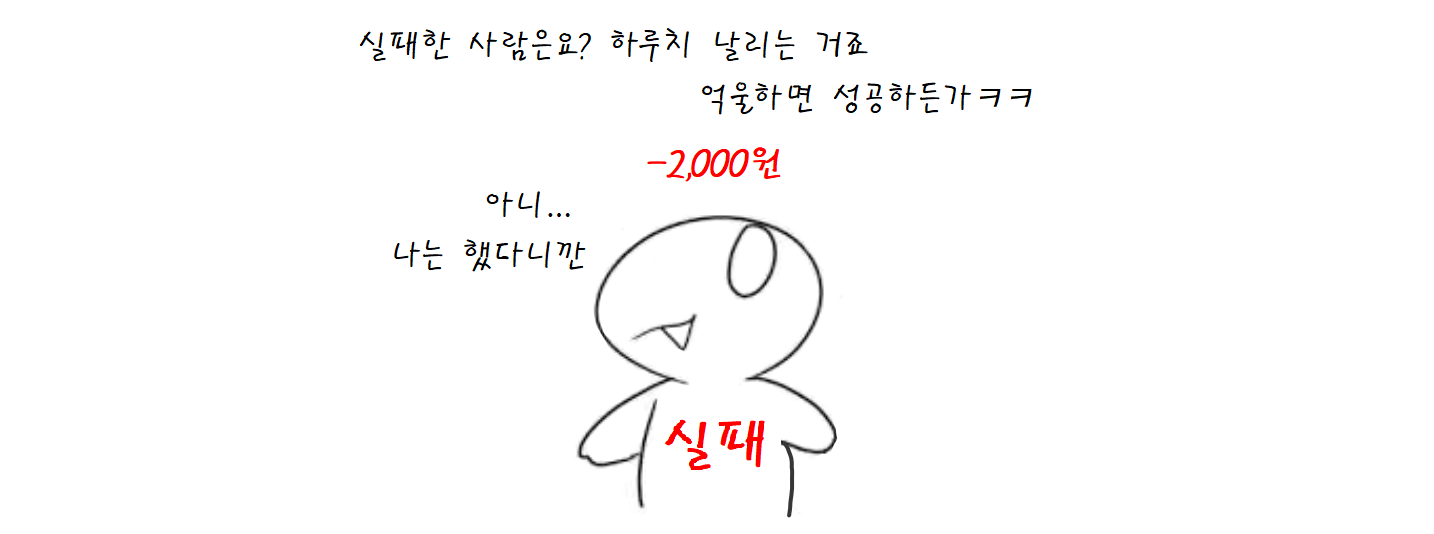 실패한 사람은요? 하루치 날리는 거죠
억울하면 성공하든가ㅋㅋ
-2,000원
아니...
나는 했다니깐
실패